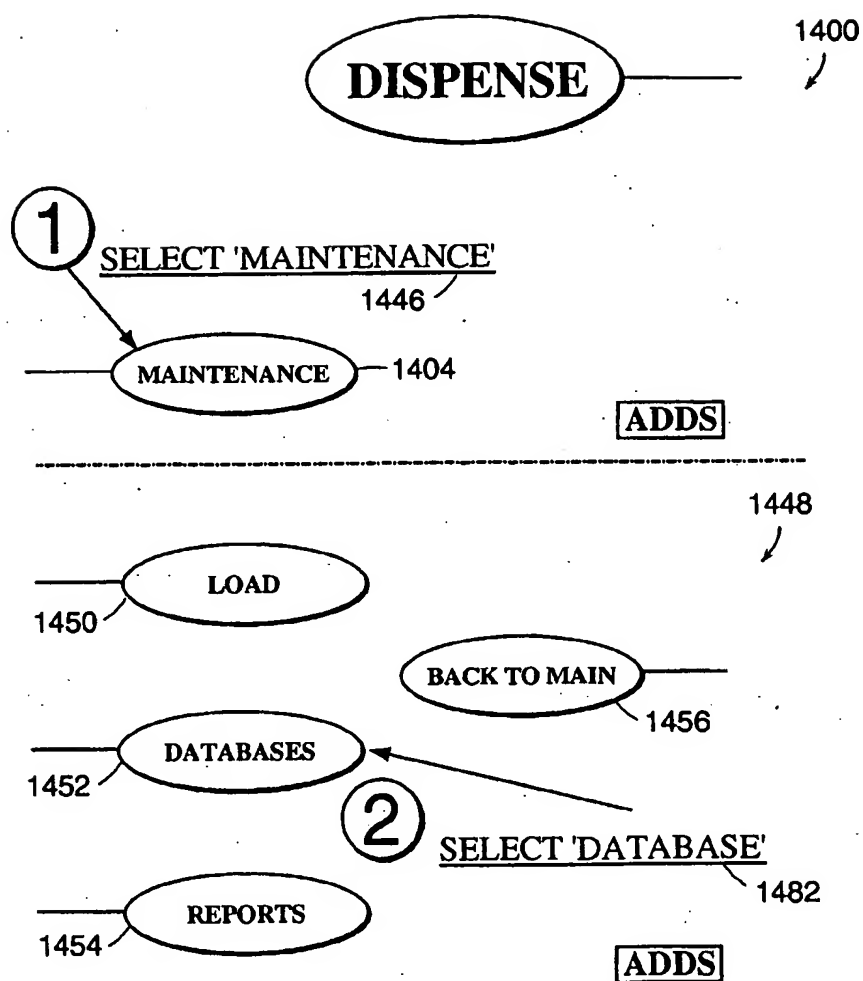 1400
DISPENSE
1
SELECT 'MAINTENANCE'
1446
MAINTENANCE
1404
ADDS
1448
LOAD
1450
BACK TO MAIN
1456
DATABASES
1452
2
SELECT 'DATABASE'
1482
REPORTS
1454
ADDS